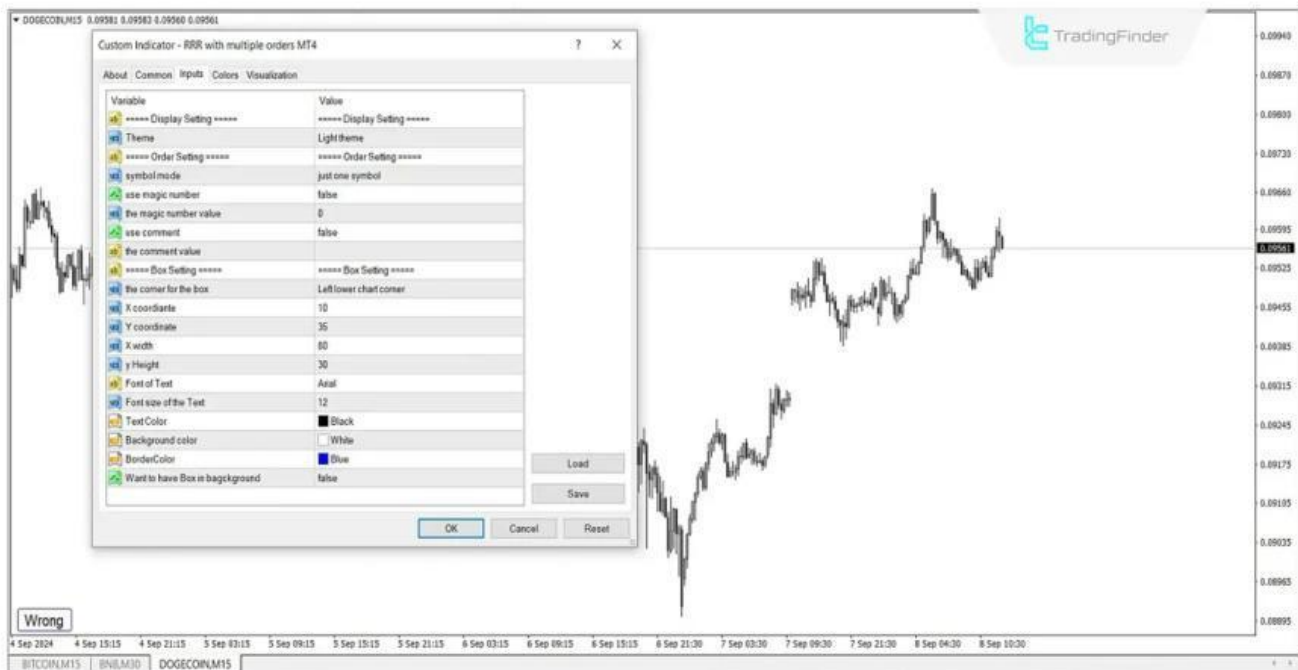 DOGECOIN,M15 0.09581 0.09583 0.09560 0.09561
TradingFinder
Custom Indicator - RRR with multiple orders MT4
? X
About Common Inputs Colors Visualization
Variable Value
===== Display Setting ===== ===== Display Setting =====
Theme Light theme
===== Order Setting ===== ===== Order Setting =====
symbol mode just one symbol
use magic number false
the magic number value 0
use comment false
the comment value
===== Box Setting ===== ===== Box Setting =====
the corner for the box Left lower chart corner
X coordiante 10
Y coordinate 35
X width 80
y Height 30
Font of Text Arial
Font size of the Text 12
TextColor Black
Background color White
BorderColor Blue
Want to have Box in bagckground false
Load
Save
OK Cancel Reset
0.09940
0.09870
0.09800
0.09730
0.09660
0.09595
0.09561
0.09525
0.09455
0.09385
0.09315
0.09245
0.09175
0.09105
0.09035
0.08965
0.08895
Wrong
4 Sep 2024 4 Sep 15:15 4 Sep 21:15 5 Sep 03:15 5 Sep 09:15 5 Sep 15:15 5 Sep 21:15 6 Sep 03:15 6 Sep 09:15 6 Sep 15:15 6 Sep 21:30 7 Sep 03:30 7 Sep 09:30 7 Sep 21:30 8 Sep 04:30 8 Sep 10:30
BITCOIN,M15 BNB,M30 DOGECOIN,M15